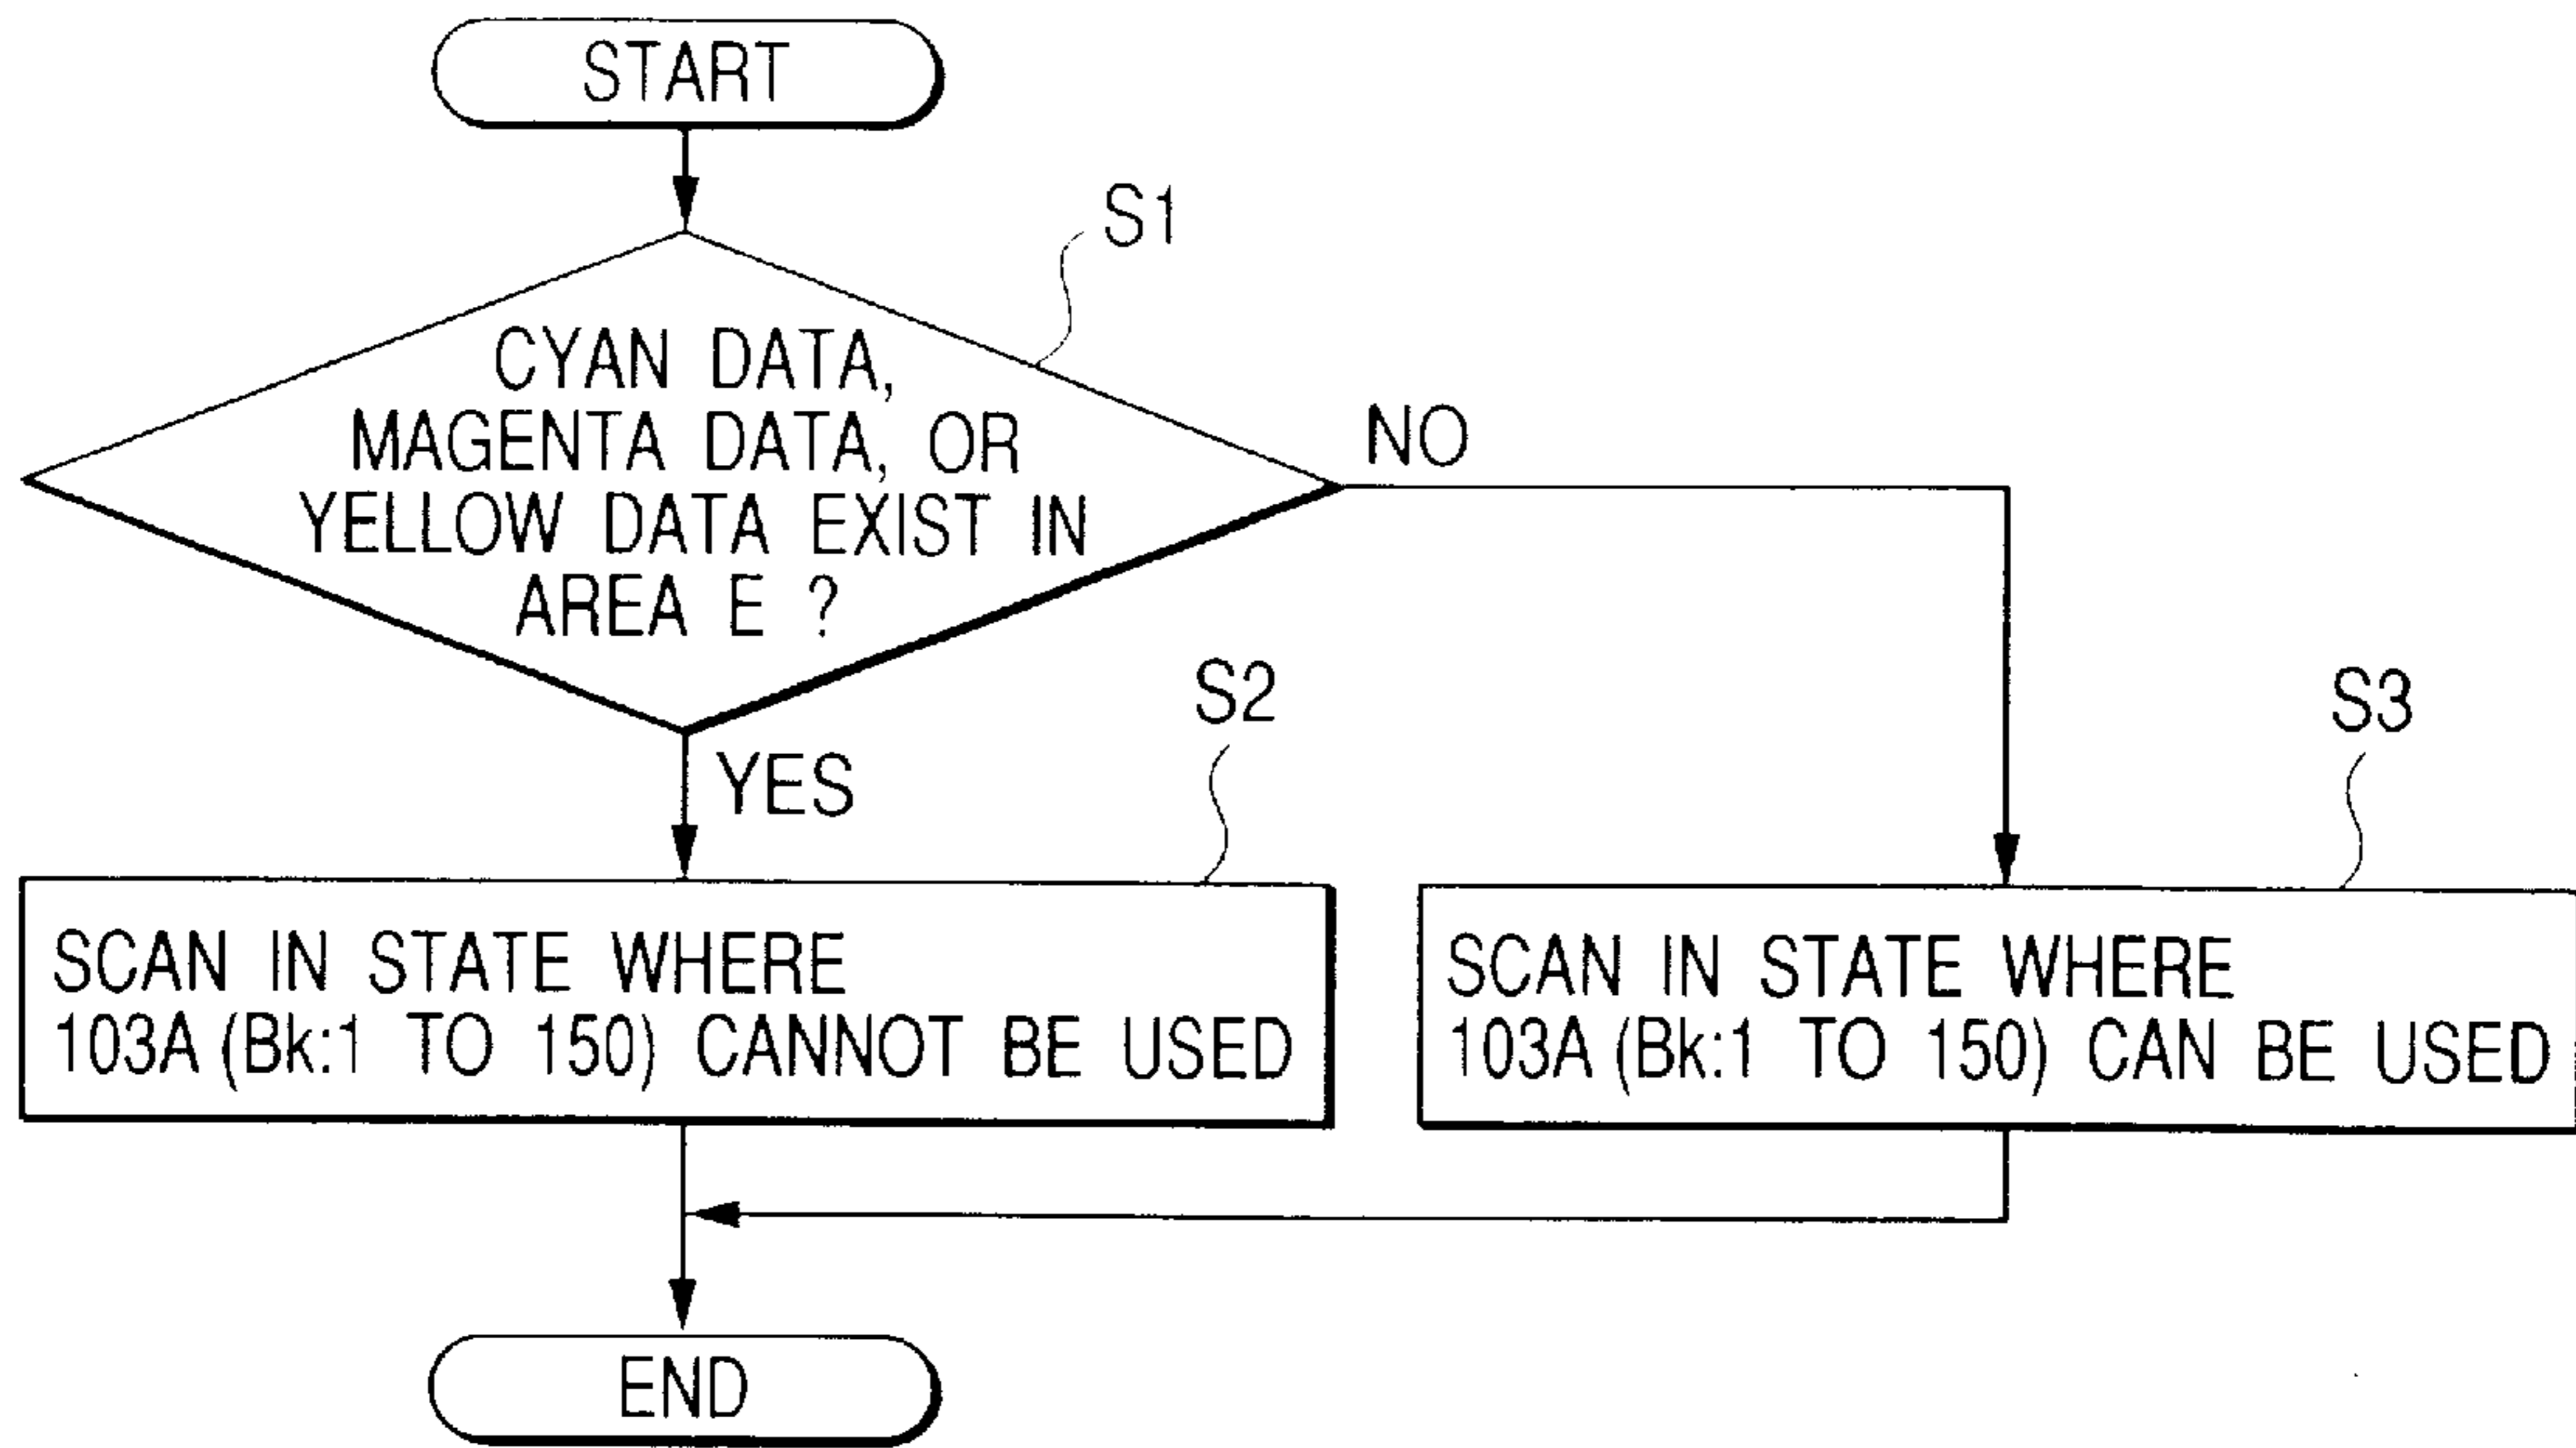 START
S1
CYAN DATA,
MAGENTA DATA, OR
YELLOW DATA EXIST IN
AREA E ?
NO
YES
S2
S3
SCAN IN STATE WHERE
103A (Bk:1 TO 150) CANNOT BE USED
SCAN IN STATE WHERE
103A (Bk:1 TO 150) CAN BE USED
END